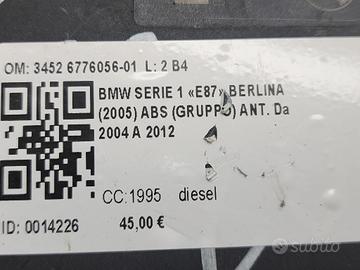 OM: 3452 6776056-01 L: 2 B4
BMW SERIE 1 «E87» BERLINA
(2005) ABS (GRUPPO) ANT. Da
2004 A 2012
CC:1995 diesel
ID: 0014226
45,00 €
subito